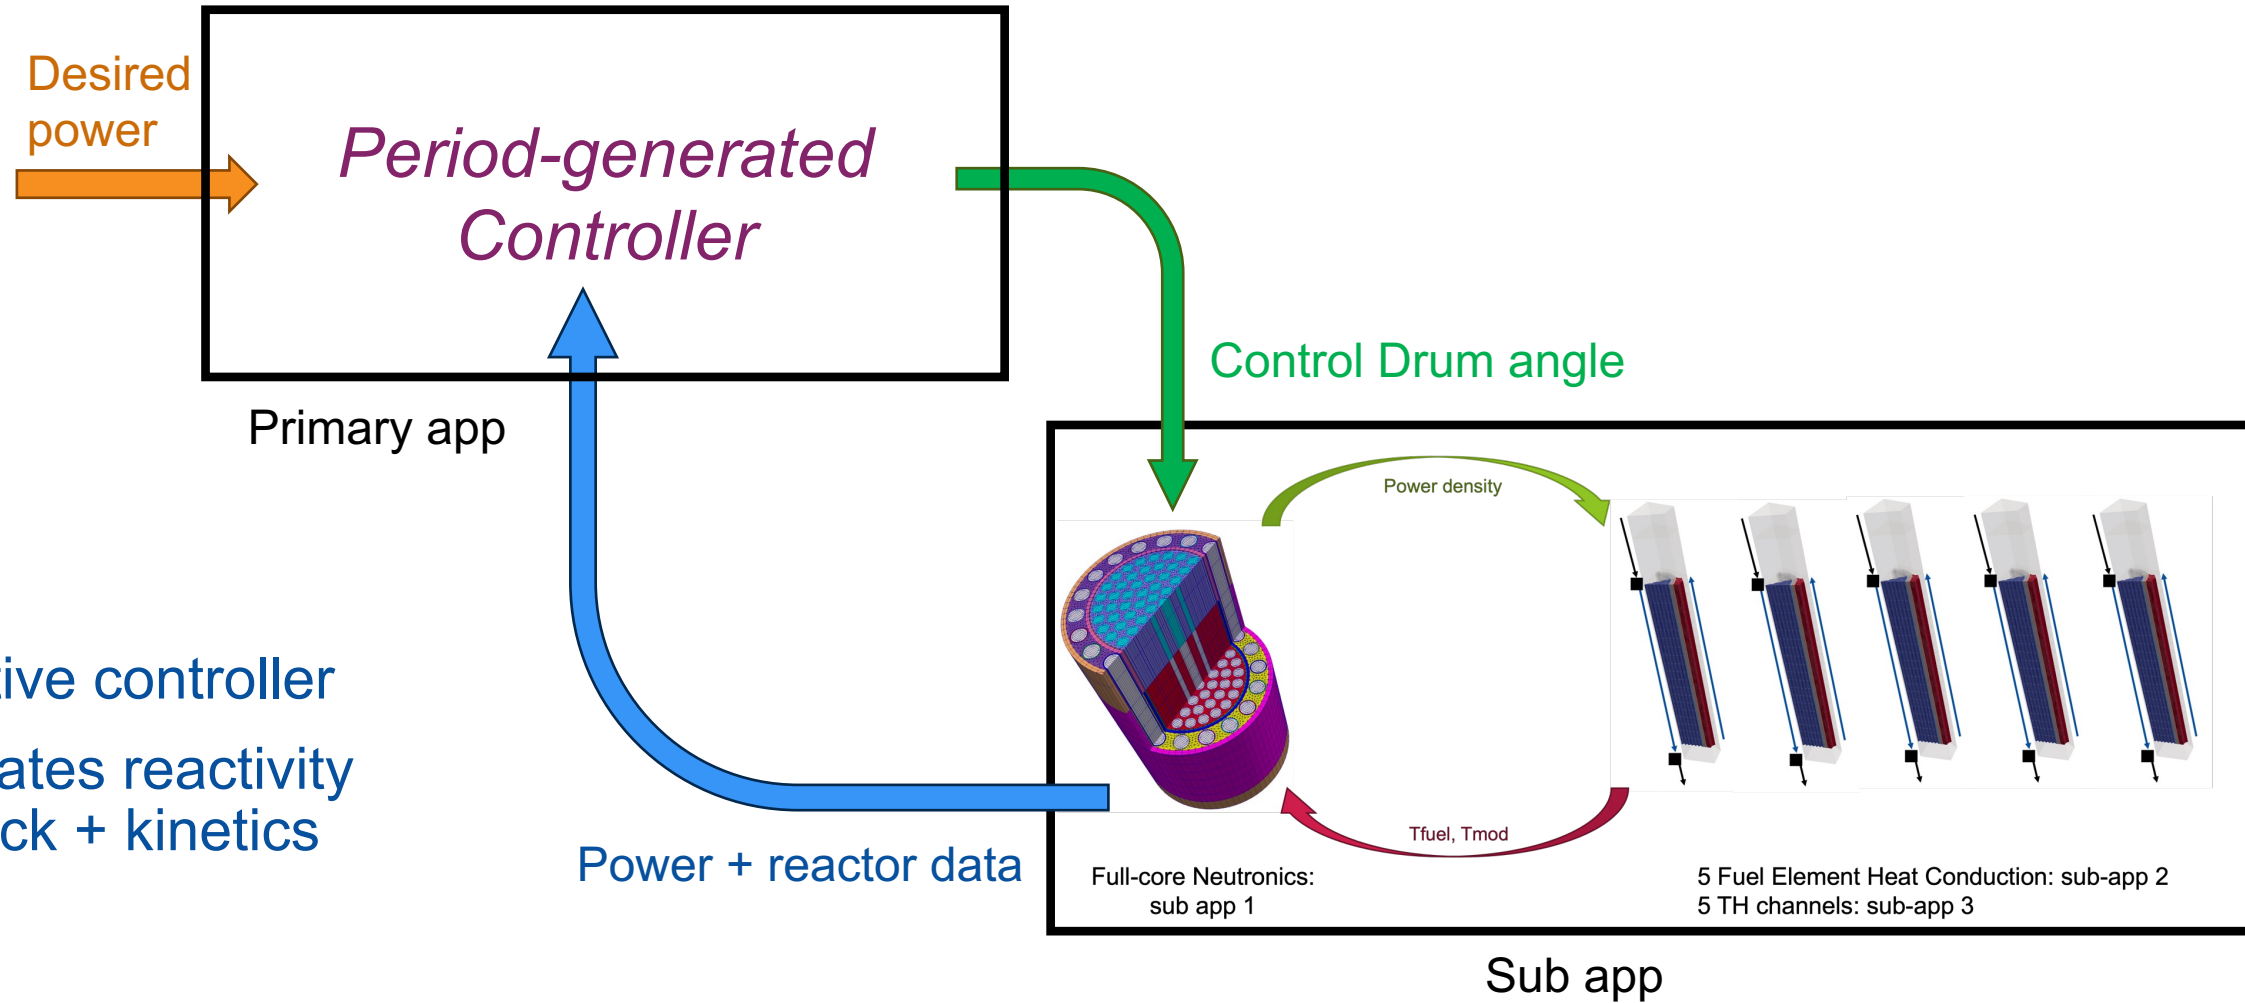 Desired
power
Period-generated
Controller
Primary app
Control Drum angle
Power density
Tfuel, Tmod
tive controller
ates reactivity
ck + kinetics
Power + reactor data
Full-core Neutronics:
sub app 1
5 Fuel Element Heat Conduction: sub-app 2
5 TH channels: sub-app 3
Sub app